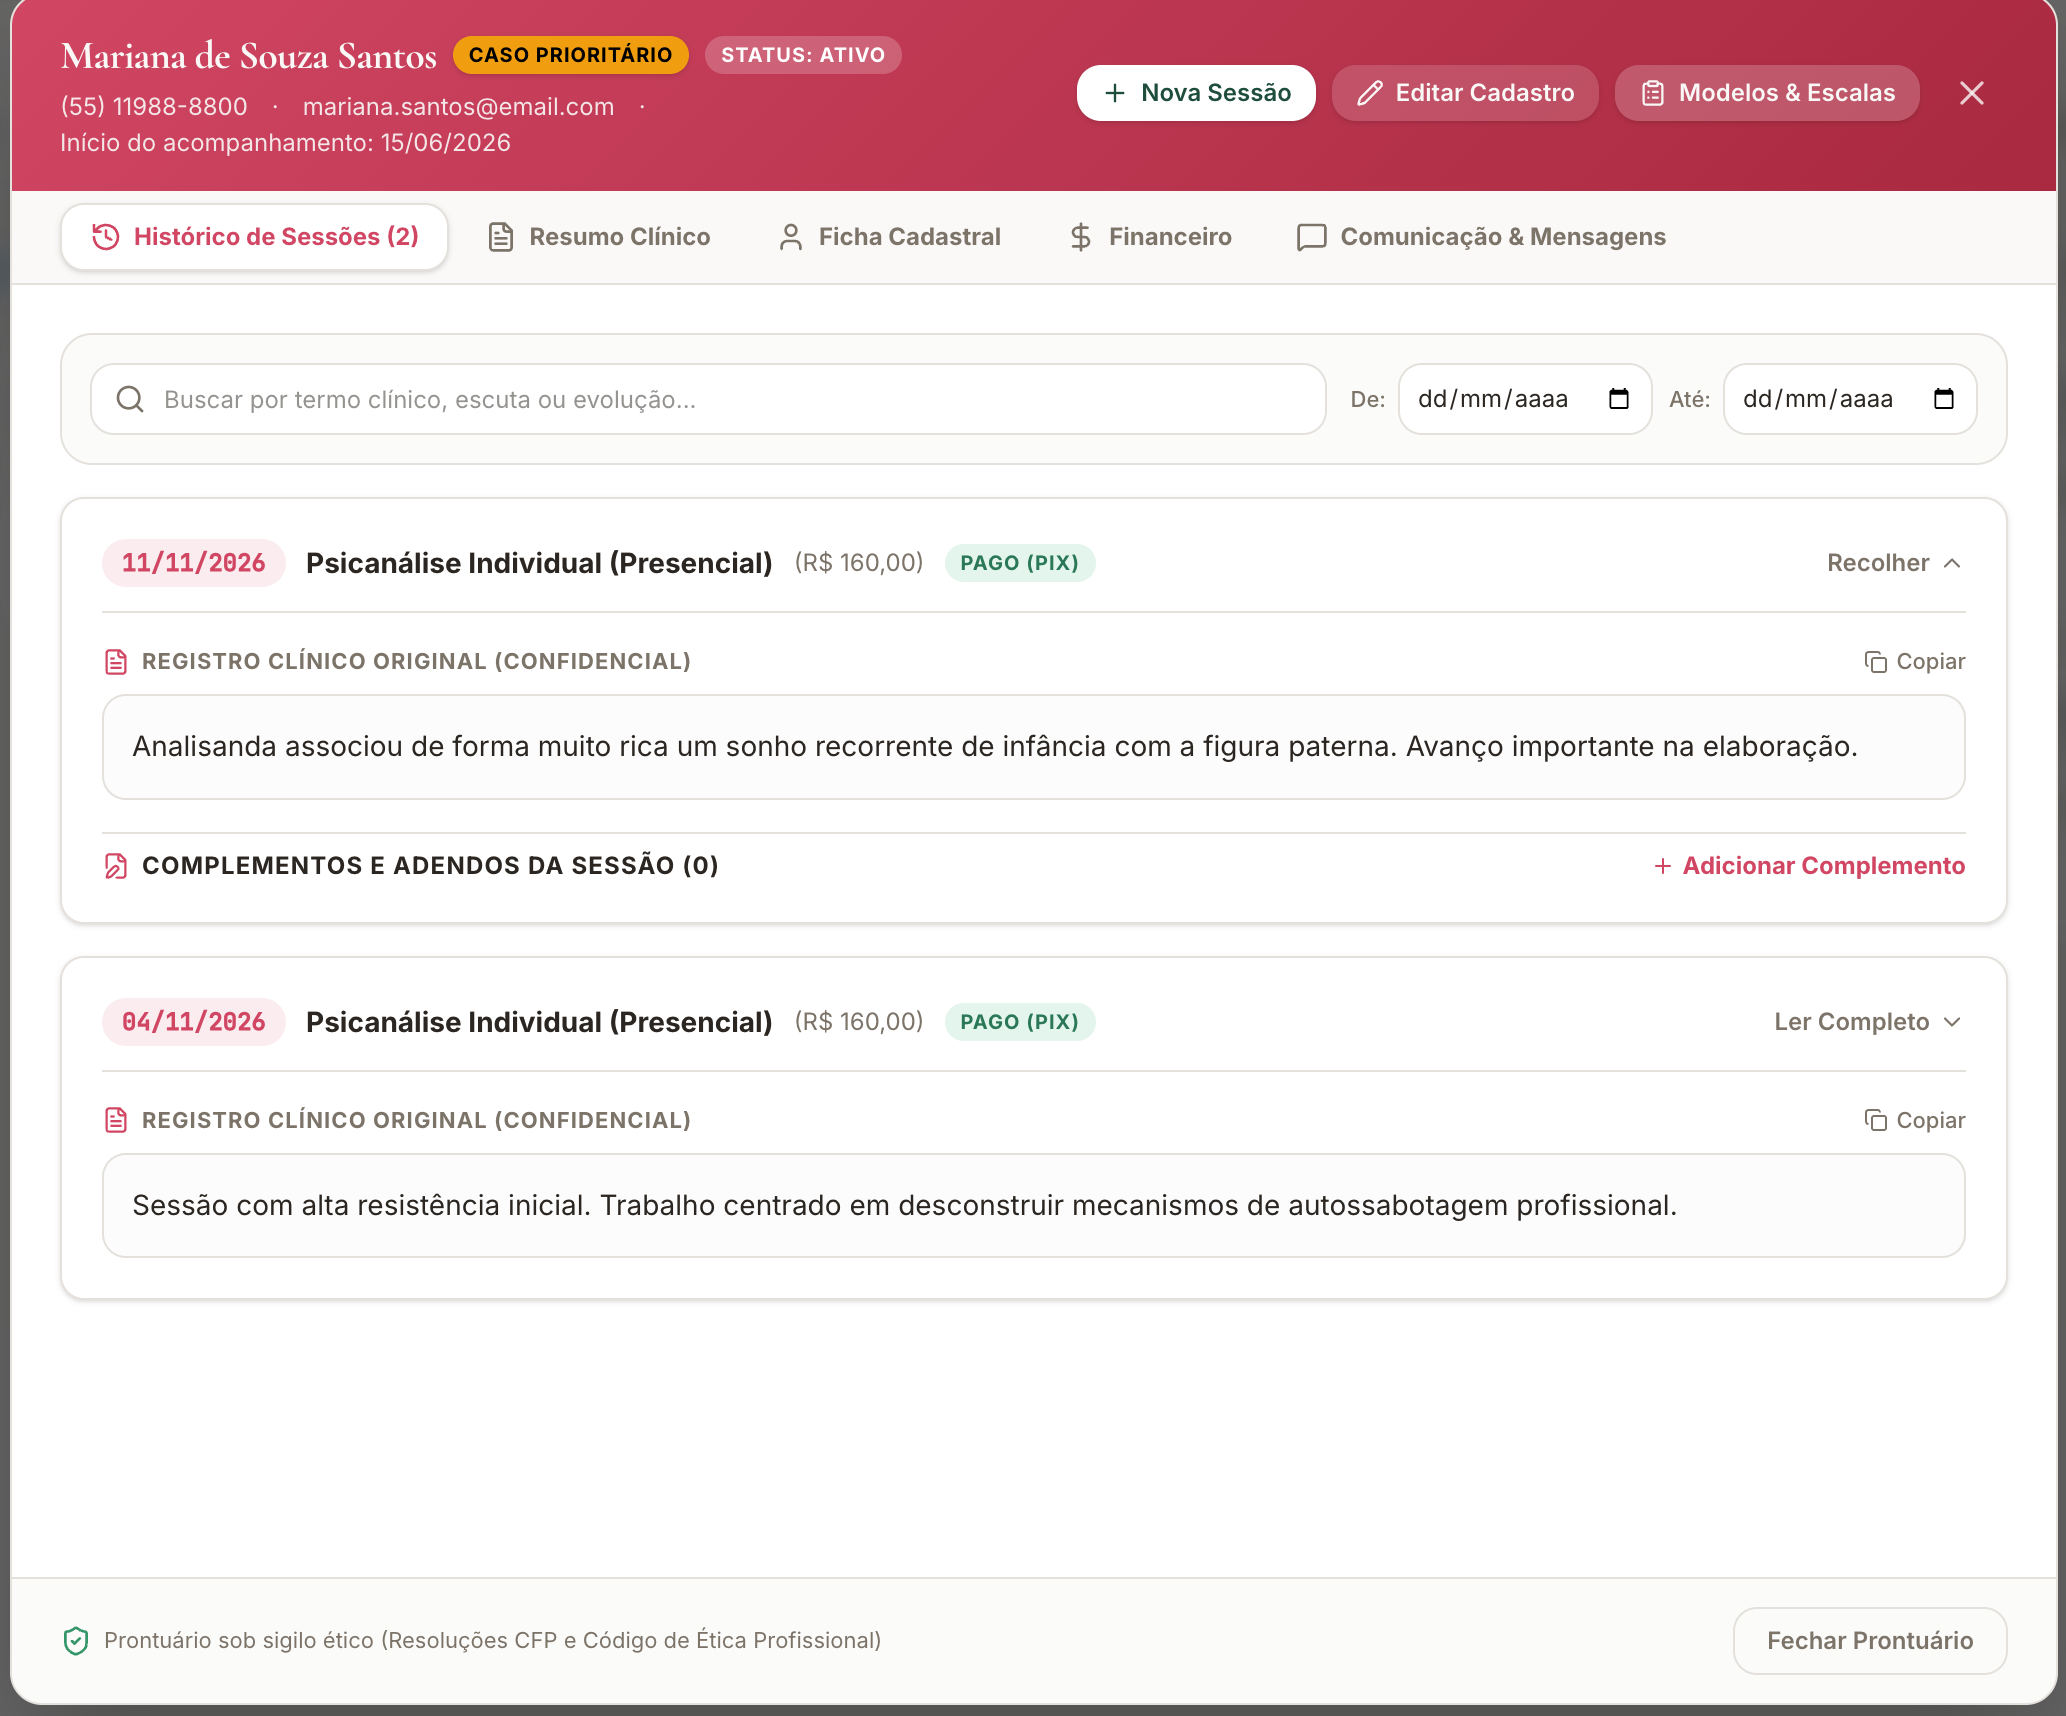 Mariana de Souza Santos CASO PRIORITÁRIO STATUS: ATIVO
(55) 11988-8800 · mariana.santos@email.com ·
Início do acompanhamento: 15/06/2026
Nova Sessão Editar Cadastro Modelos & Escalas
Histórico de Sessões (2) Resumo Clínico Ficha Cadastral Financeiro Comunicação & Mensagens
Buscar por termo clínico, escuta ou evolução... De: dd/mm/aaaa Até: dd/mm/aaaa
11/11/2026 Psicanálise Individual (Presencial) (R$ 160,00) PAGO (PIX) Recolher
REGISTRO CLÍNICO ORIGINAL (CONFIDENCIAL) Copiar
Analisanda associou de forma muito rica um sonho recorrente de infância com a figura paterna. Avanço importante na elaboração.
COMPLEMENTOS E ADENDOS DA SESSÃO (0) + Adicionar Complemento
04/11/2026 Psicanálise Individual (Presencial) (R$ 160,00) PAGO (PIX) Ler Completo
REGISTRO CLÍNICO ORIGINAL (CONFIDENCIAL) Copiar
Sessão com alta resistência inicial. Trabalho centrado em desconstruir mecanismos de autossabotagem profissional.
Prontuário sob sigilo ético (Resoluções CFP e Código de Ética Profissional) Fechar Prontuário